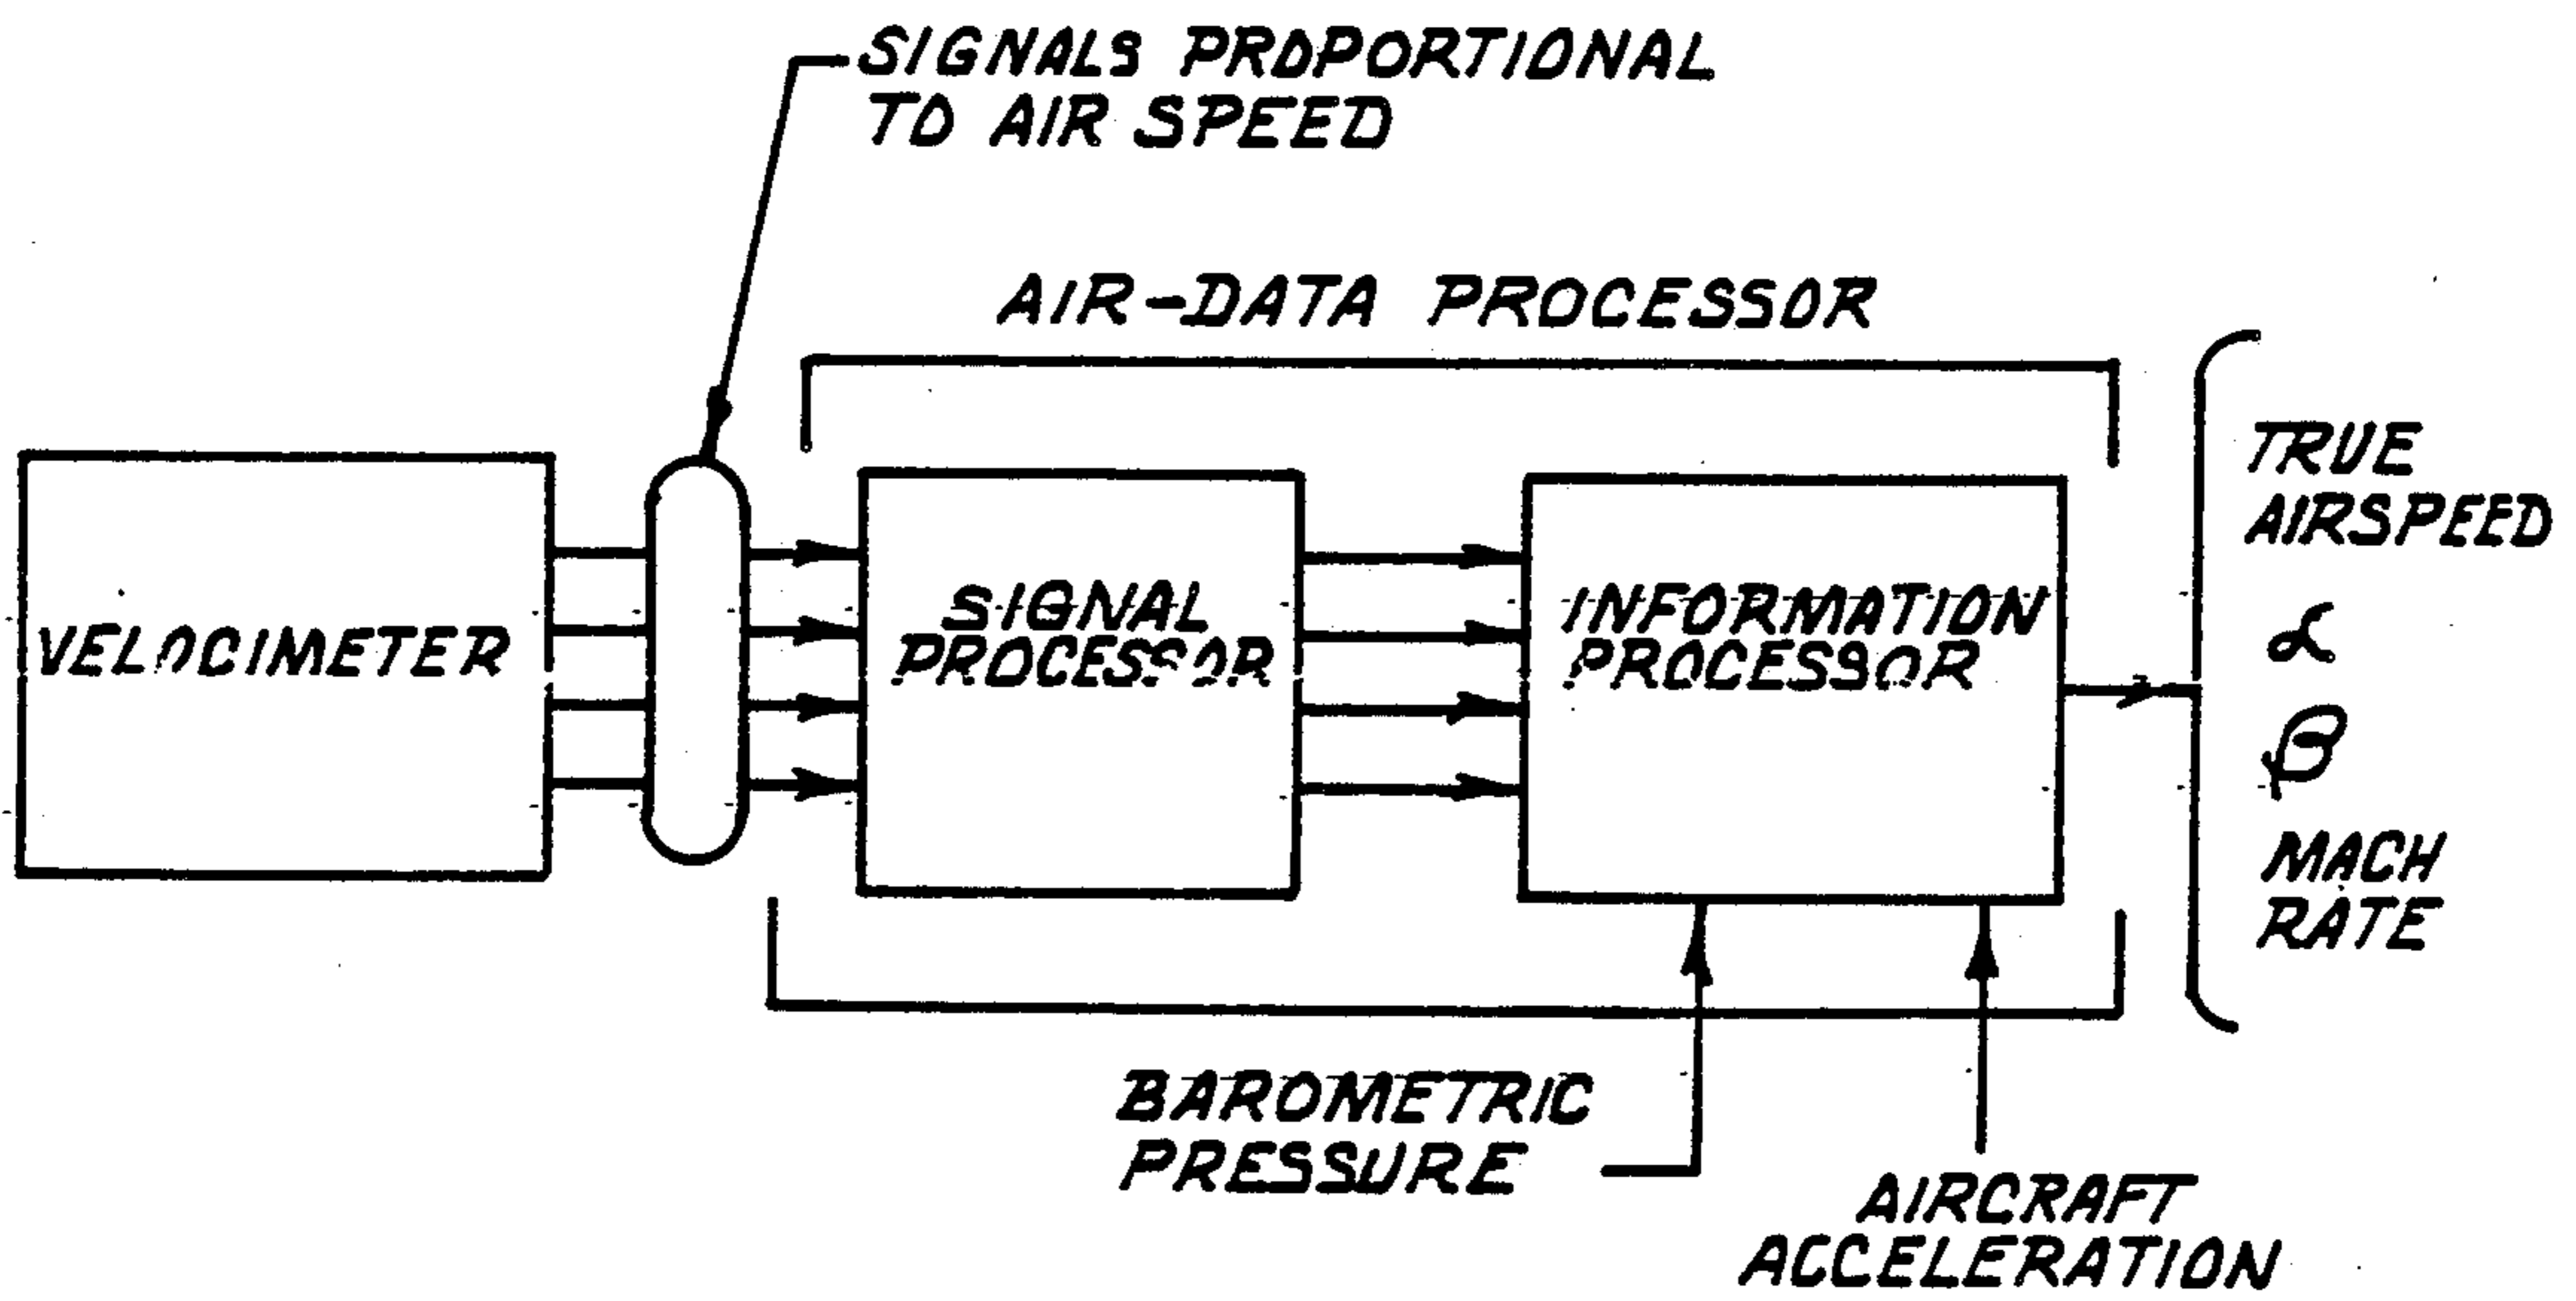 SIGNALS PROPORTIONAL
TO AIR SPEED
AIR-DATA PROCESSOR
VELOCIMETER
SIGNAL
PROCESSOR
INFORMATION
PROCESSOR
TRUE
AIRSPEED
α
β
MACH
RATE
BAROMETRIC
PRESSURE
AIRCRAFT
ACCELERATION